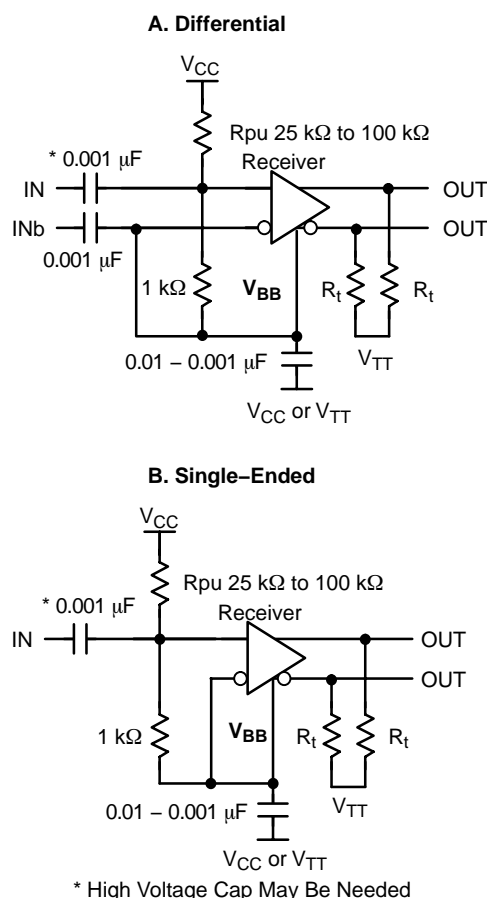 A. Differential
VCC
Rpu 25 kΩ to 100 kΩ
* 0.001 μF
Receiver
IN
OUT
INb
OUT
0.001 μF
1 kΩ
VBB
Rt
Rt
0.01 – 0.001 μF
VTT
VCC or VTT
B. Single–Ended
VCC
Rpu 25 kΩ to 100 kΩ
* 0.001 μF
Receiver
IN
OUT
OUT
1 kΩ
VBB
Rt
Rt
0.01 – 0.001 μF
VTT
VCC or VTT
* High Voltage Cap May Be Needed